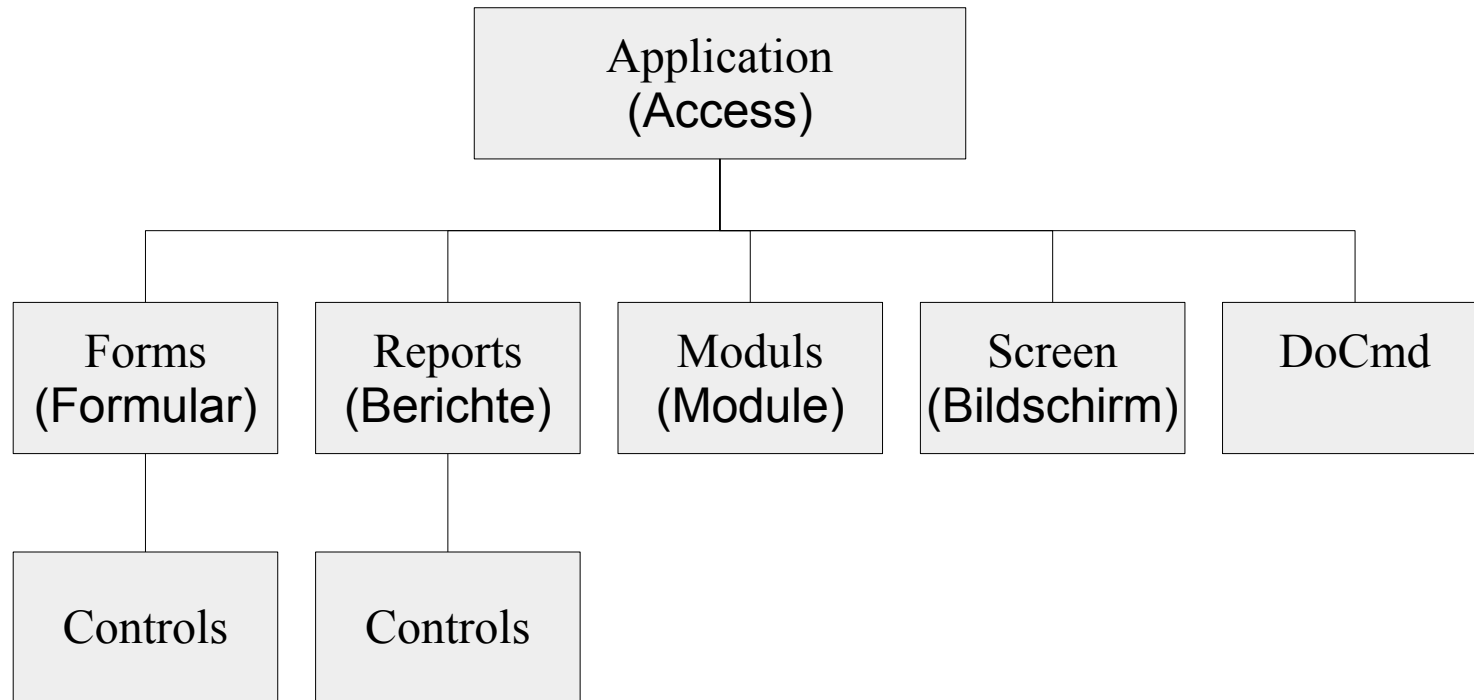 Application
(Access)
Forms
(Formular)
Reports
(Berichte)
Moduls
(Module)
Screen
(Bildschirm)
DoCmd
Controls
Controls